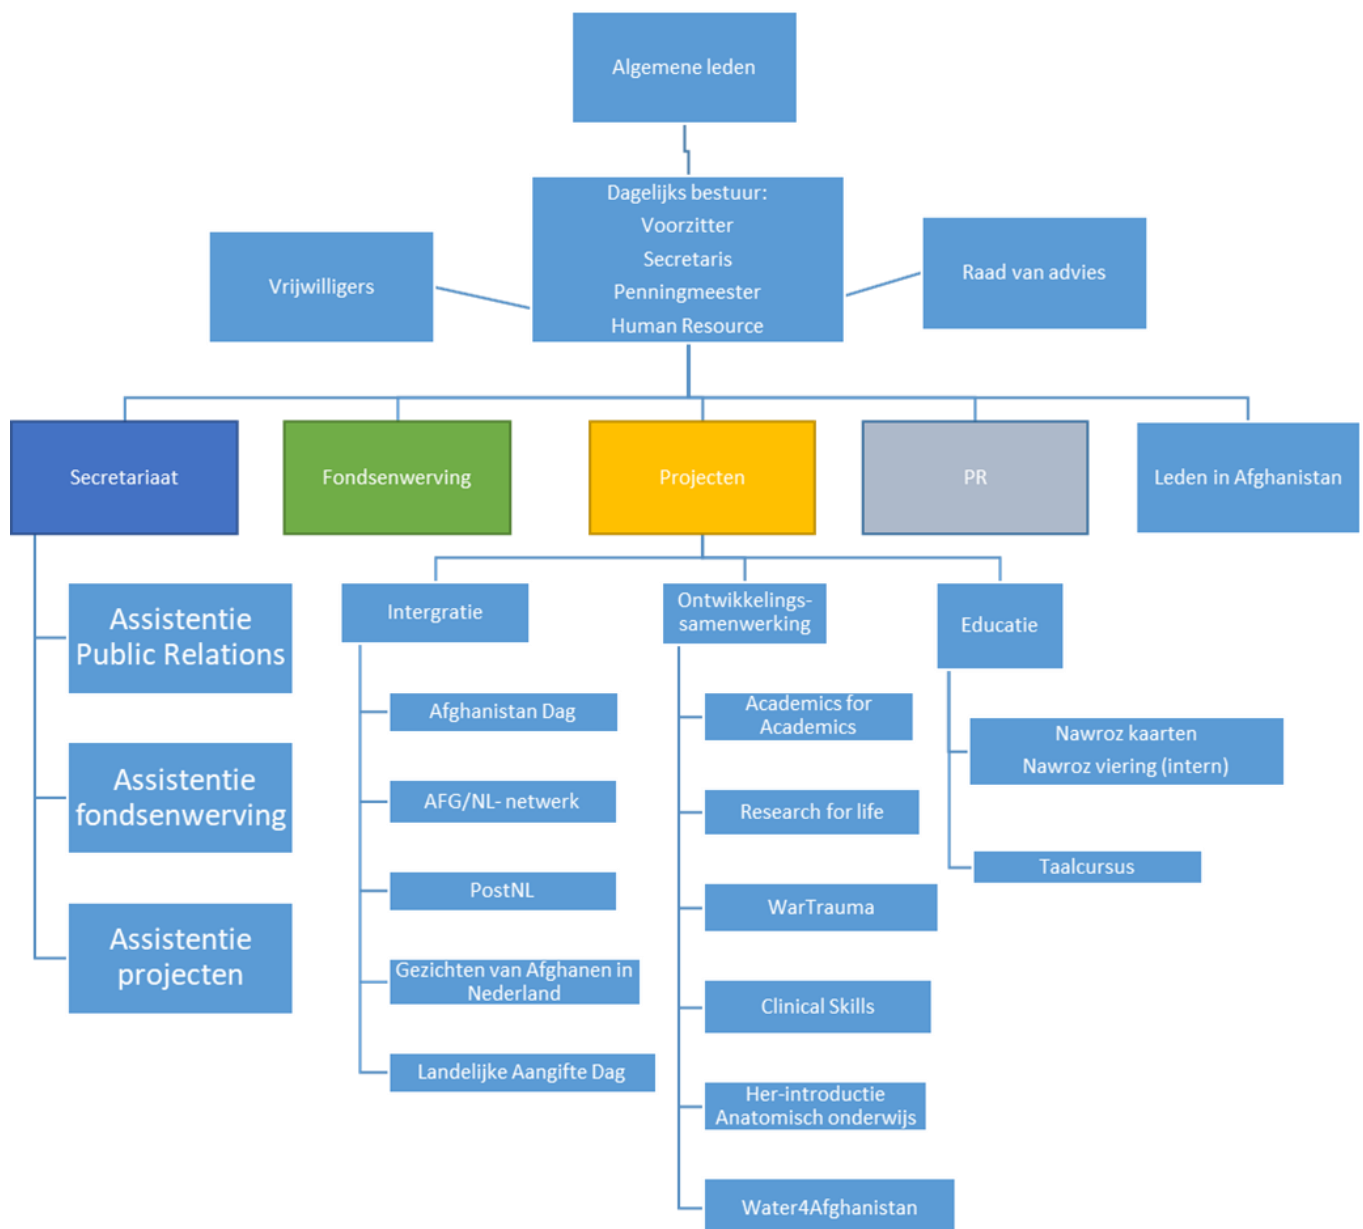 Algemene leden
Dagelijks bestuur:
Voorzitter
Secretaris
Penningmeester
Human Resource
Vrijwilligers
Raad van advies
Secretariaat
Fondsenwerving
Projecten
PR
Leden in Afghanistan
Assistentie
Public Relations
Assistentie
fondsenwerving
Assistentie
projecten
Intergratie
Afghanistan Dag
AFG/NL- netwerk
PostNL
Gezichten van Afghanen in
Nederland
Landelijke Aangifte Dag
Ontwikkelings-
samenwerking
Academics for
Academics
Research for life
WarTrauma
Clinical Skills
Her-introductie
Anatomisch onderwijs
Water4Afghanistan
Educatie
Nawroz kaarten
Nawroz viering (intern)
Taalcursus